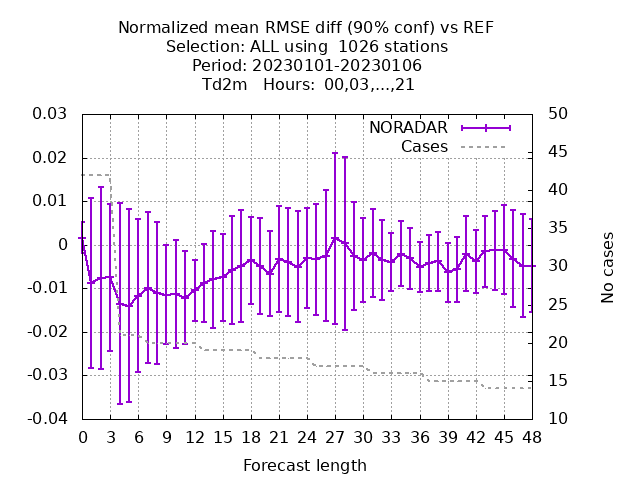 Normalized mean RMSE diff (90% conf) vs REF
Selection: ALL using  1026 stations
Period: 20230101-20230106
Td2m   Hours:  00,03,...,21
0.03
0.02
0.01
0
-0.01
-0.02
-0.03
-0.04
NORADAR
Cases
50
45
40
35
30
25
20
15
10
No cases
0 3 6 9 12 15 18 21 24 27 30 33 36 39 42 45 48
Forecast length